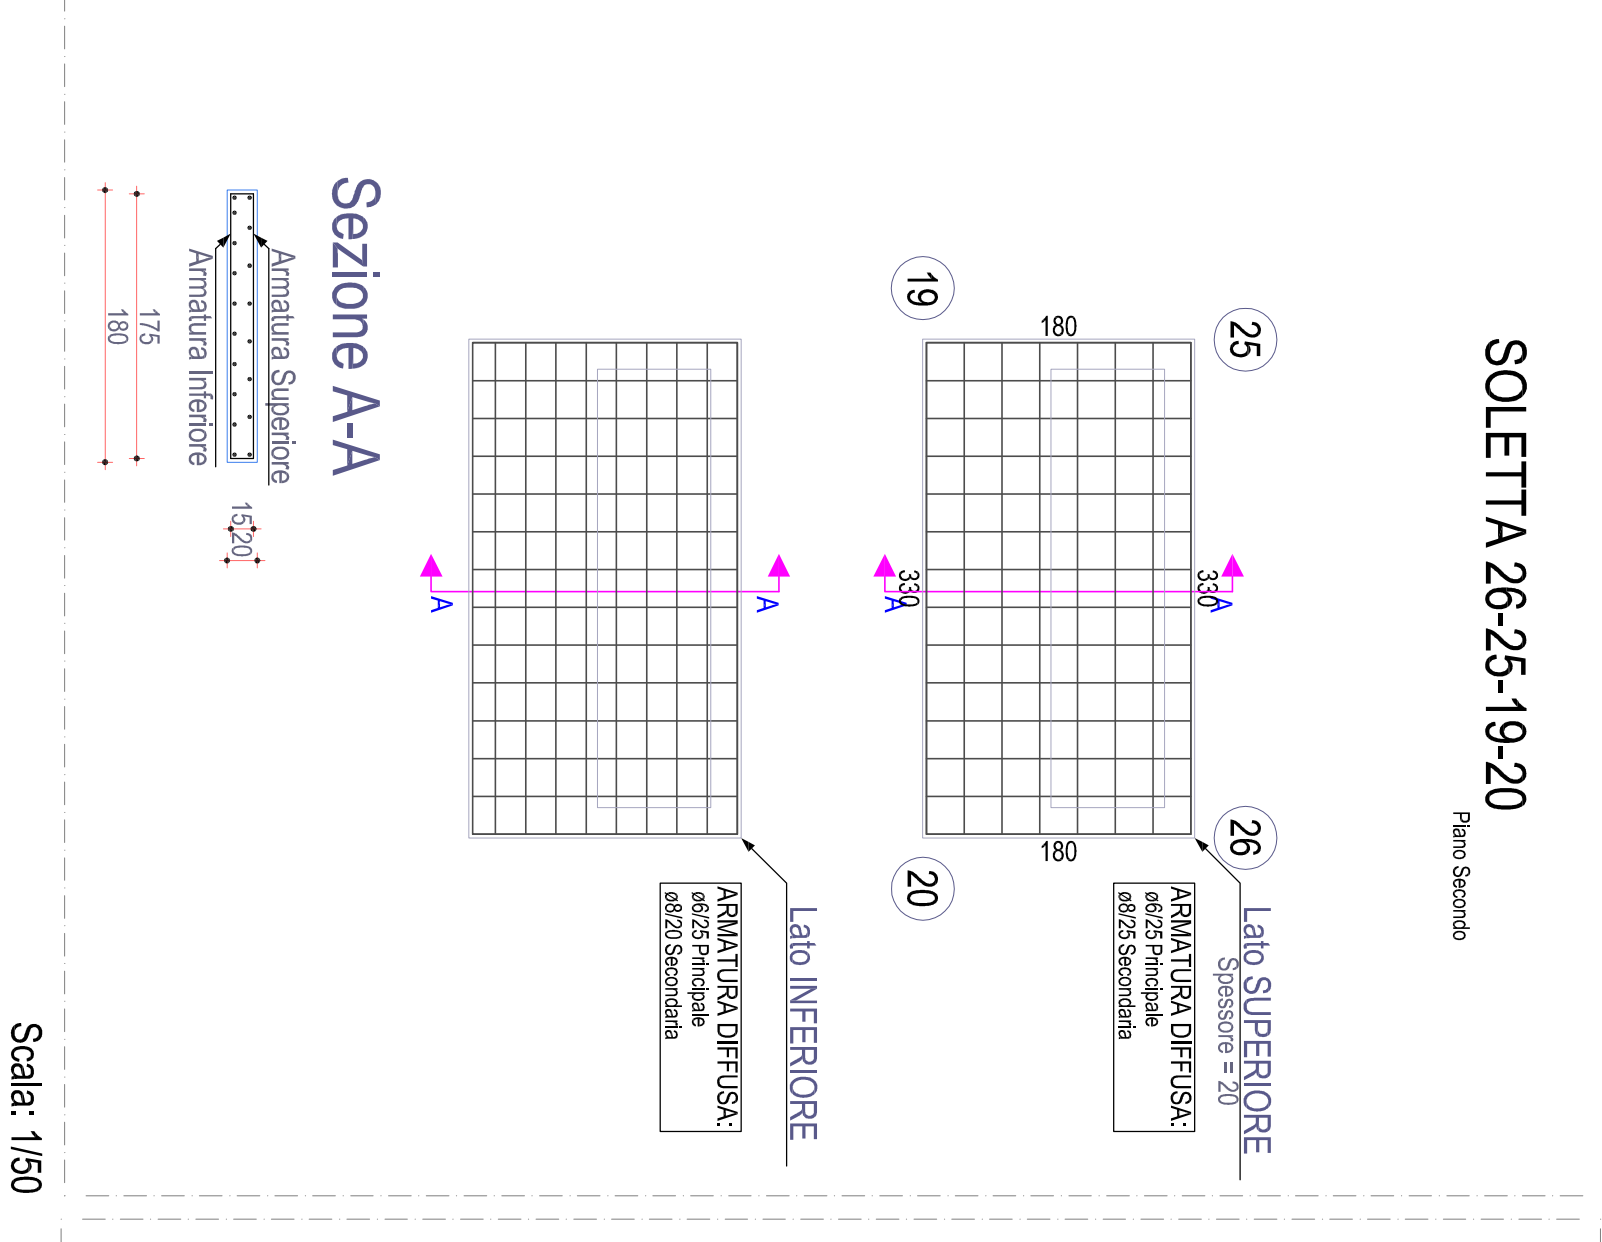 SOLETTA 26-25-19-20
Piano Secondo
25
26
19
20
180
330
330
180
A
A
Lato SUPERIORE
Spessore = 20
ARMATURA DIFFUSA:
ø6/25 Principale
ø8/25 Secondaria
A
A
Lato INFERIORE
ARMATURA DIFFUSA:
ø6/25 Principale
ø8/20 Secondaria
Sezione A-A
Armatura Superiore
Armatura Inferiore
15
20
175
180
Scala: 1/50